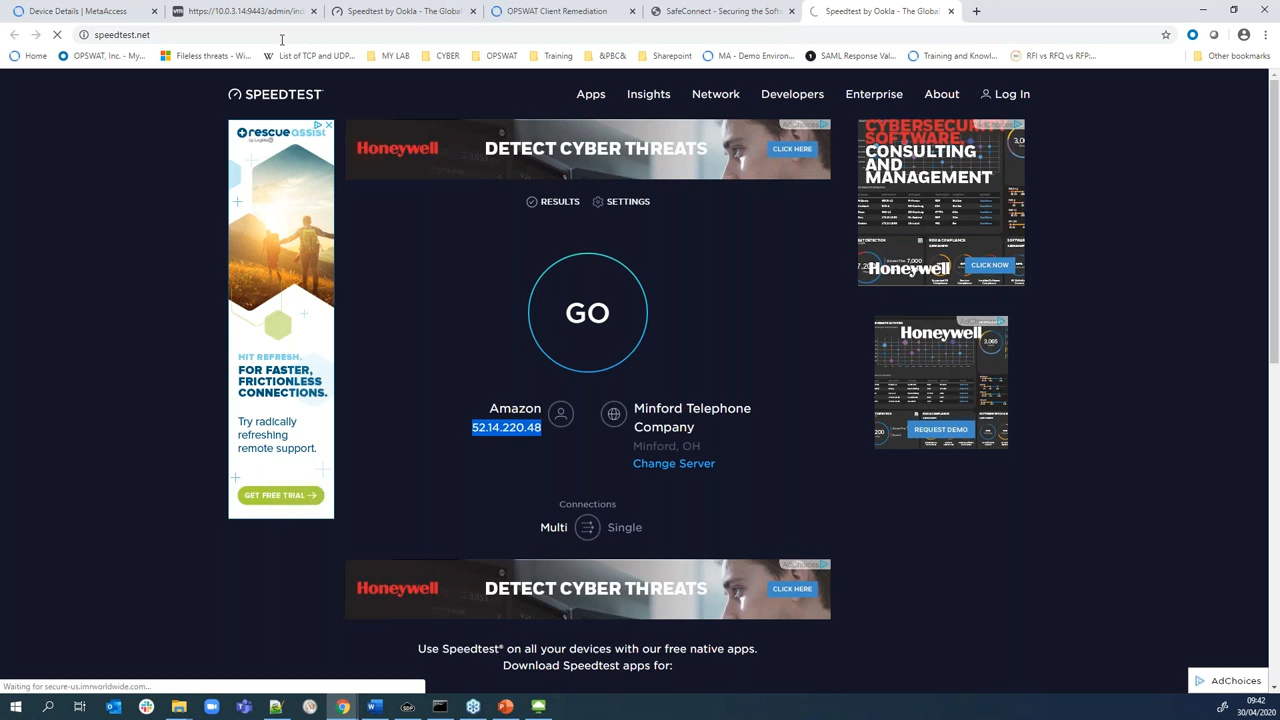 Device Details | MetaAccess
https://10.0.3.14:9443/admin/ind
Speedtest by Ookla - The Global
OPSWAT Client Remediation
SafeConnect - Securing the Softw
Speedtest by Ookla - The Global
speedtest.net
Home
OPSWAT, Inc. - My...
Fileless threats - Wi...
List of TCP and UDP...
MY LAB
CYBER
OPSWAT
Training
&PBC&
Sharepoint
MA - Demo Environ...
SAML Response Val...
Training and Knowl...
RFI vs RFQ vs RFP:...
Other bookmarks
SPEEDTEST
Apps
Insights
Network
Developers
Enterprise
About
Log In
rescueassist
by LogMeIn
Honeywell
DETECT CYBER THREATS
CLICK HERE
AdChoices
CYBERSECURITY
SOFTWARE,
CONSULTING
AND
MANAGEMENT
Honeywell
CLICK NOW
RESULTS
SETTINGS
GO
Honeywell
REQUEST DEMO
HIT REFRESH.
FOR FASTER,
FRICTIONLESS
CONNECTIONS.
Try radically
refreshing
remote support.
GET FREE TRIAL
Amazon
52.14.220.48
Minford Telephone
Company
Minford, OH
Change Server
Connections
Multi
Single
Honeywell
DETECT CYBER THREATS
CLICK HERE
AdChoices
Use Speedtest® on all your devices with our free native apps.
Download Speedtest apps for:
Waiting for secure-us.imrworldwide.com...
AdChoices
09:42
30/04/2020